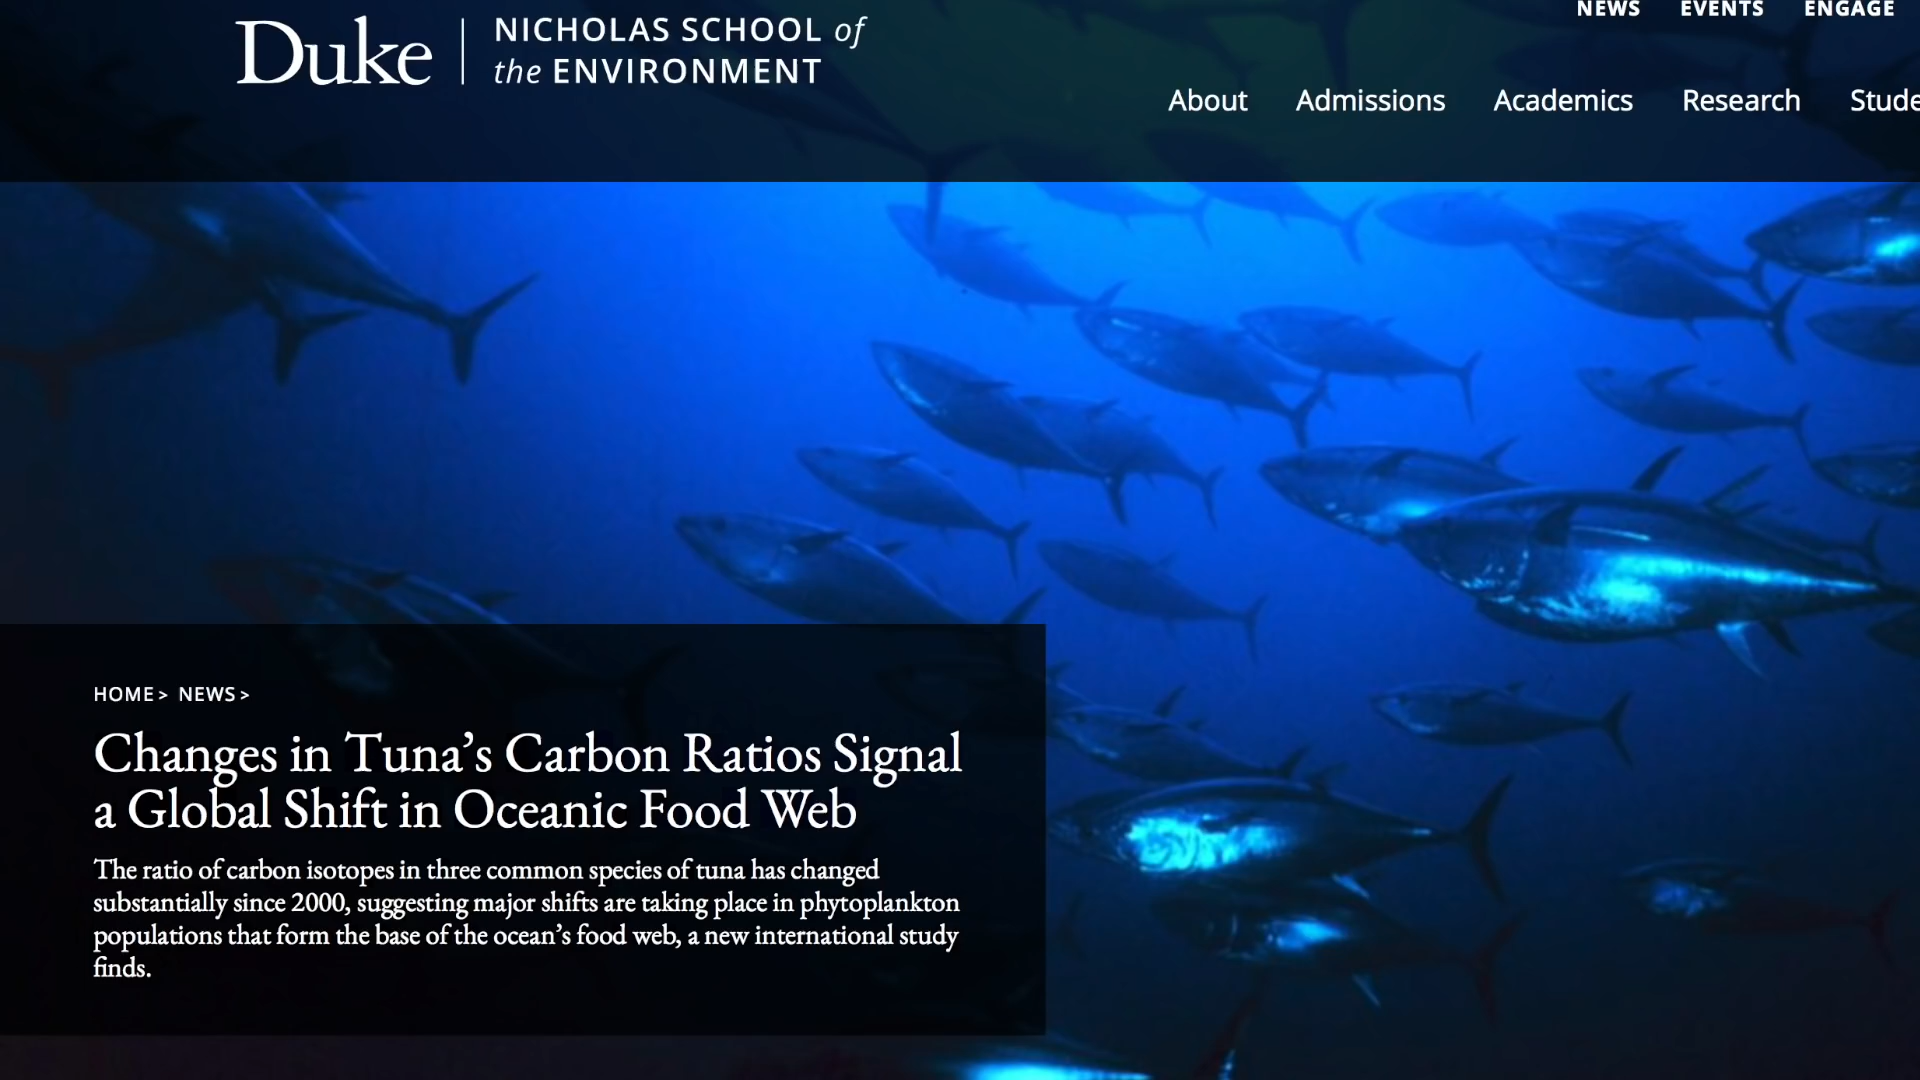 Duke
NICHOLAS SCHOOL of
the ENVIRONMENT
NEWS EVENTS ENGAGE
About Admissions Academics Research Stude
HOME > NEWS >
Changes in Tuna’s Carbon Ratios Signal
a Global Shift in Oceanic Food Web
The ratio of carbon isotopes in three common species of tuna has changed
substantially since 2000, suggesting major shifts are taking place in phytoplankton
populations that form the base of the ocean’s food web, a new international study
finds.